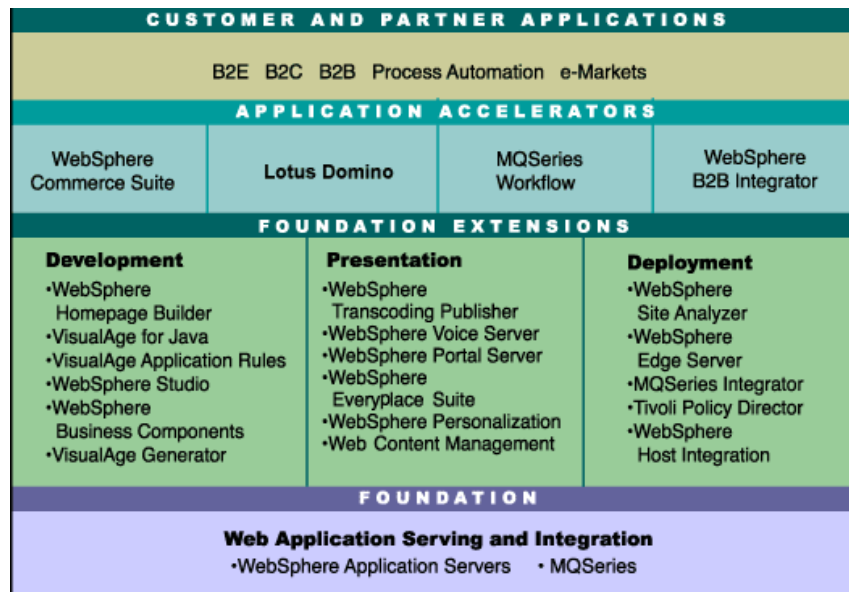 CUSTOMER AND PARTNER APPLICATIONS
B2E B2C B2B Process Automation e-Markets
APPLICATION ACCELERATORS
WebSphere
Commerce Suite
Lotus Domino
MQSeries
Workflow
WebSphere
B2B Integrator
FOUNDATION EXTENSIONS
Development
•WebSphere
Homepage Builder
•VisualAge for Java
•VisualAge Application Rules
•WebSphere Studio
•WebSphere
Business Components
•VisualAge Generator
Presentation
•WebSphere
Transcoding Publisher
•WebSphere Voice Server
•WebSphere Portal Server
•WebSphere
Everyplace Suite
•WebSphere Personalization
•Web Content Management
Deployment
•WebSphere
Site Analyzer
•WebSphere
Edge Server
•MQSeries Integrator
•Tivoli Policy Director
•WebSphere
Host Integration
FOUNDATION
Web Application Serving and Integration
•WebSphere Application Servers • MQSeries